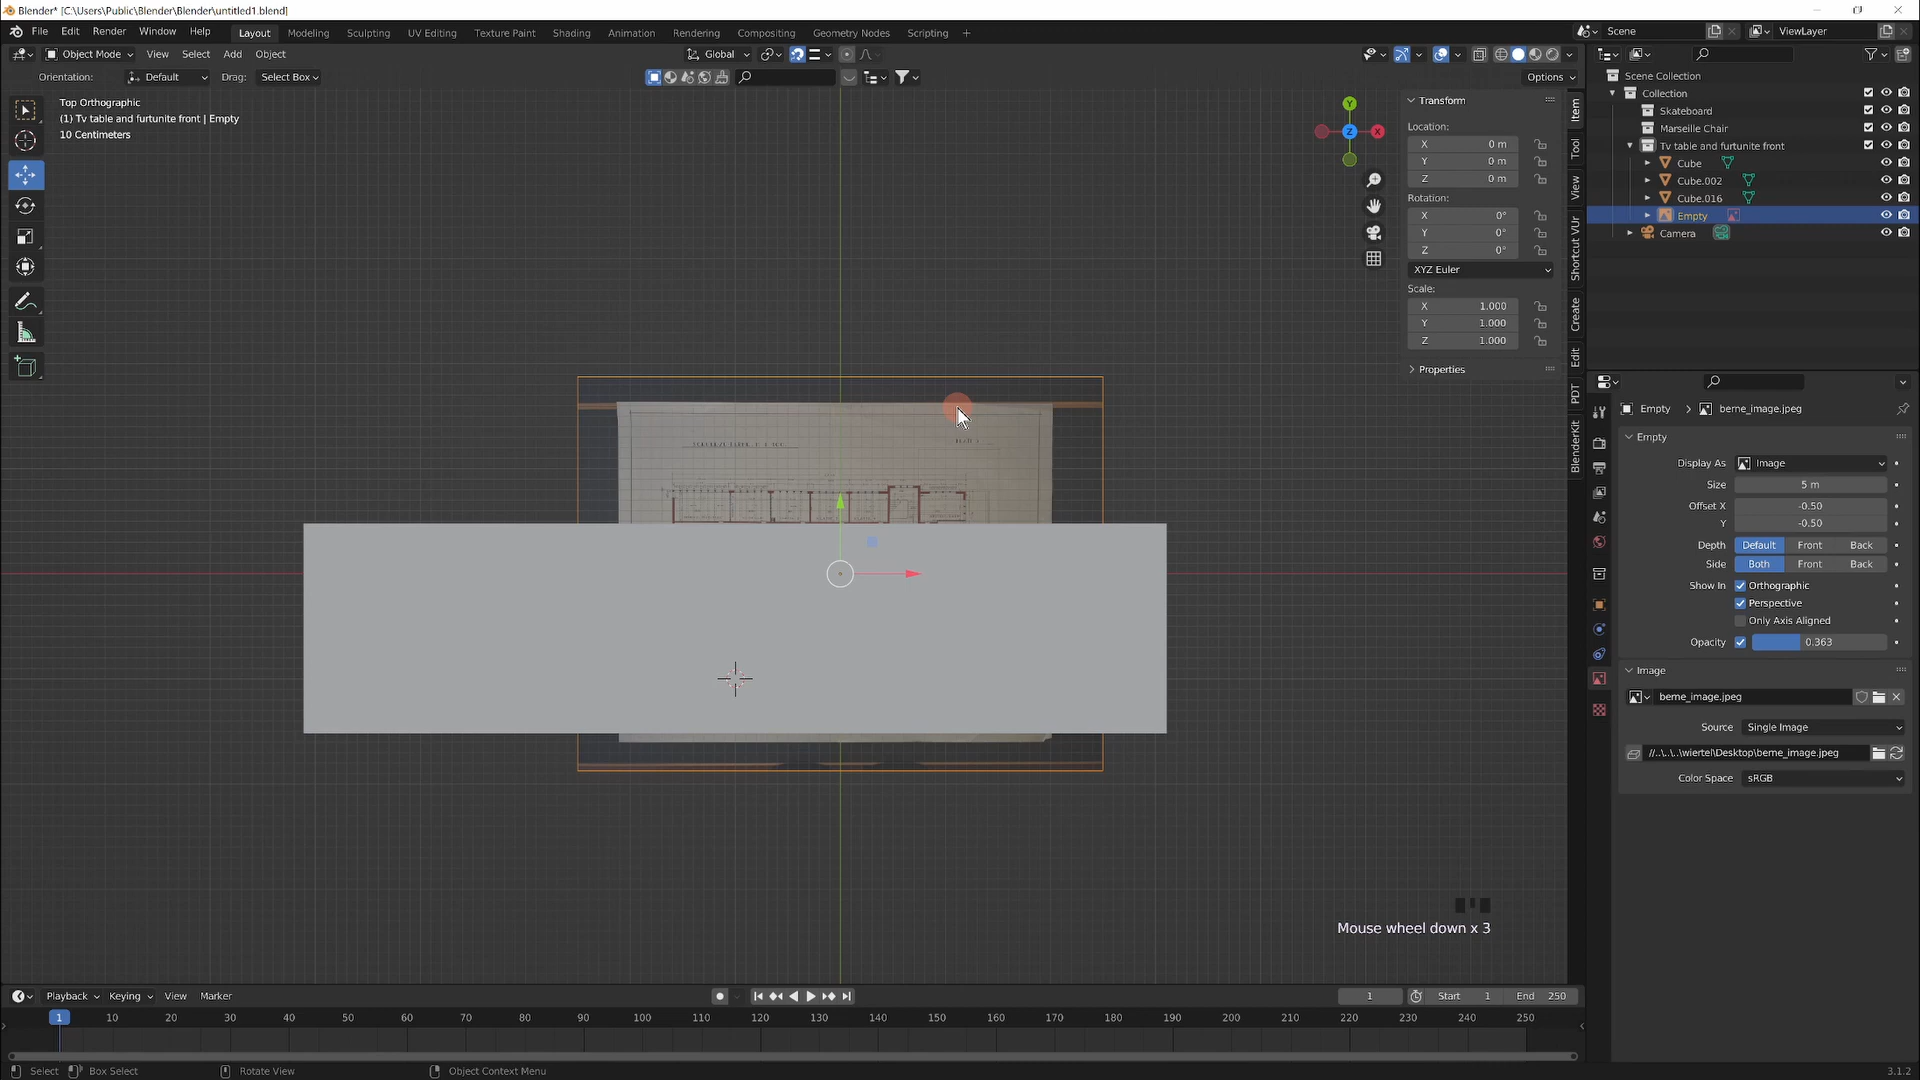 Blender* [C:\Users\Public\Blender\Blender\untitled1.blend]
File Edit Render Window Help Layout Modeling Sculpting UV Editing Texture Paint Shading Animation Rendering Compositing Geometry Nodes Scripting + Scene ViewLayer
Object Mode View Select Add Object Global
Orientation: Default Drag: Select Box Options
Top Orthographic
(1) Tv table and furtunite front | Empty
10 Centimeters
Y
Z
X
Transform
Location:
X 0 m
Y 0 m
Z 0 m
Rotation:
X 0°
Y 0°
Z 0°
XYZ Euler
Scale:
X 1.000
Y 1.000
Z 1.000
Properties
Item
Tool
View
Shortcut VUr
Create
Edit
PDT
BlenderKit
Scene Collection
Collection
Skateboard
Marseille Chair
Tv table and furtunite front
Cube
Cube.002
Cube.016
Empty
Camera
Empty berne_image.jpeg
Empty
Display As Image
Size 5 m
Offset X -0.50
Y -0.50
Depth Default Front Back
Side Both Front Back
Show In Orthographic
Perspective
Only Axis Aligned
Opacity 0.363
Image
berne_image.jpeg
Source Single Image
//..\..\..\wiertel\Desktop\berne_image.jpeg
Color Space sRGB
Mouse wheel down x 3
Playback Keying View Marker 1 Start 1 End 250
1 10 20 30 40 50 60 70 80 90 100 110 120 130 140 150 160 170 180 190 200 210 220 230 240 250
Select Box Select Rotate View Object Context Menu 3.1.2